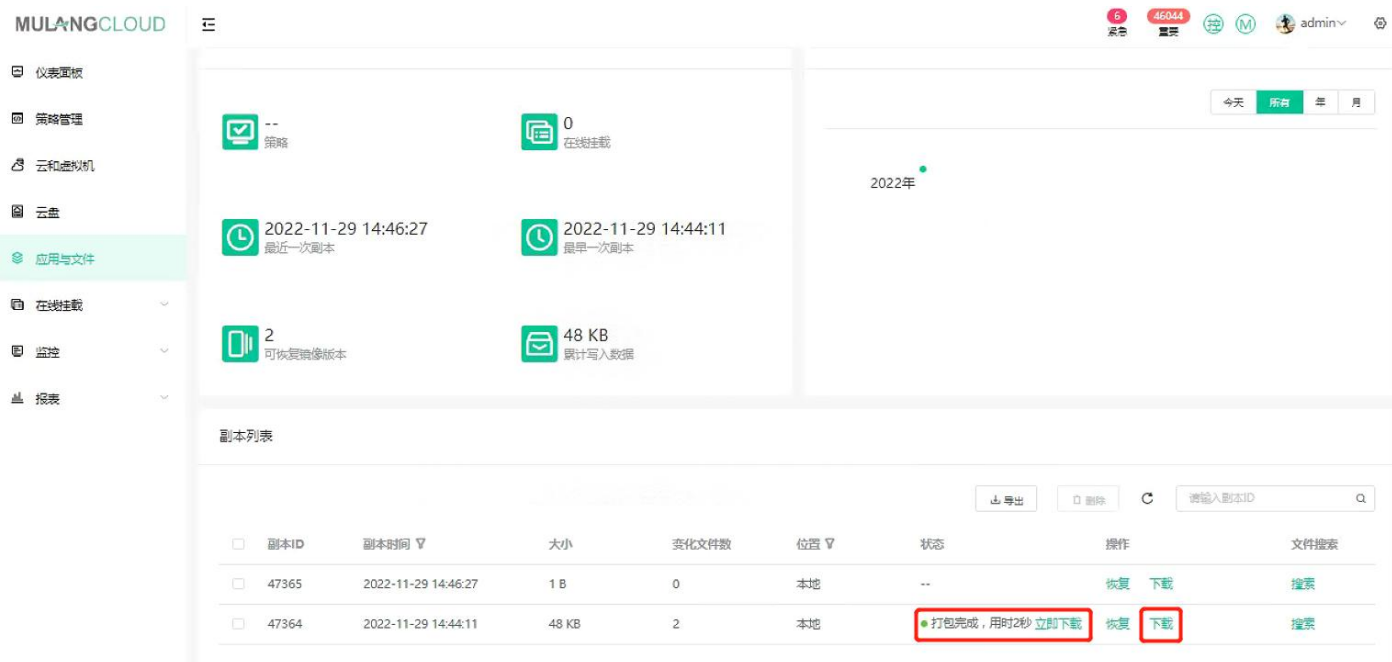 MULANGCLOUD
6
紧急
46044
重要
控
M
admin
仪表面板
策略管理
云和虚拟机
云盘
应用与文件
在线挂载
监控
报表
--
策略
0
在线挂载
2022-11-29 14:46:27
最近一次副本
2022-11-29 14:44:11
最早一次副本
2
可恢复镜像版本
48 KB
累计写入数据
今天 所有 年 月
2022年
副本列表
导出 删除 请输入副本ID
副本ID 副本时间 大小 变化文件数 位置 状态 操作 文件搜索
47365 2022-11-29 14:46:27 1 B 0 本地 -- 恢复 下载 搜索
47364 2022-11-29 14:44:11 48 KB 2 本地 打包完成，用时2秒 立即下载 恢复 下载 搜索